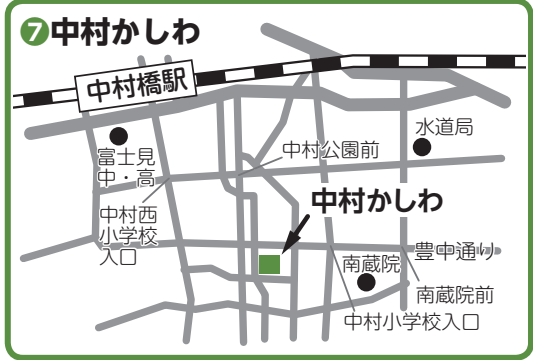 ❼中村かしわ
中村橋駅
水道局
富士見
中・高
中村公園前
中村かしわ
中村西
小学校
入口
豊中通り
南蔵院
南蔵院前
中村小学校入口